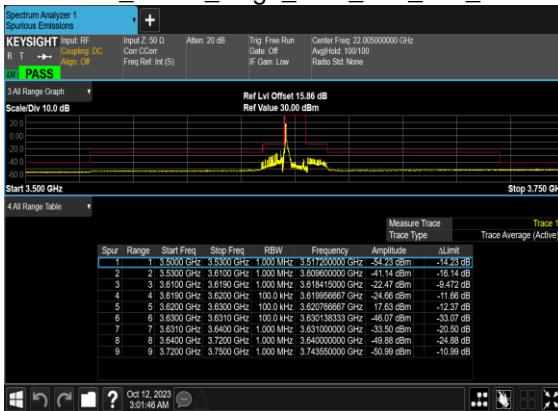 Spectrum Analyzer 1
Spurious Emissions
+
KEYSIGHT Input: RF Input Z: 50 Ω Atten: 20 dB Trig: Free Run Center Freq: 22.005000000 GHz
R T Coupling: DC Corr CCorr Gate: Off Avg|Hold: 100/100
Align: Off Freq Ref: Int (S) IF Gain: Low Radio Std: None
PASS
3 All Range Graph
Ref Lvl Offset 15.86 dB
Scale/Div 10.0 dB Ref Value 30.00 dBm
20.0
0.00
-20.0
-40.0
-60.0
Start 3.500 GHz Stop 3.750 GH
4 All Range Table
Measure Trace Trace 1
Trace Type Trace Average (Active)
Spur Range Start Freq Stop Freq RBW Frequency Amplitude ΔLimit
1 1 3.5000 GHz 3.5300 GHz 1.000 MHz 3.517200000 GHz -54.23 dBm -14.23 dB
2 2 3.5300 GHz 3.6100 GHz 1.000 MHz 3.609600000 GHz -41.14 dBm -16.14 dB
3 3 3.6100 GHz 3.6190 GHz 1.000 MHz 3.618415000 GHz -22.47 dBm -9.472 dB
4 4 3.6190 GHz 3.6200 GHz 100.0 kHz 3.619956667 GHz -24.66 dBm -11.66 dB
5 5 3.6200 GHz 3.6300 GHz 100.0 kHz 3.620766667 GHz 17.63 dBm -12.37 dB
6 6 3.6300 GHz 3.6310 GHz 100.0 kHz 3.630138333 GHz -46.07 dBm -33.07 dB
7 7 3.6310 GHz 3.6400 GHz 1.000 MHz 3.631000000 GHz -33.50 dBm -20.50 dB
8 8 3.6400 GHz 3.7200 GHz 1.000 MHz 3.640000000 GHz -49.88 dBm -24.88 dB
9 9 3.7200 GHz 3.7500 GHz 1.000 MHz 3.743550000 GHz -50.99 dBm -10.99 dB
? Oct 12, 2023
3:01:46 AM